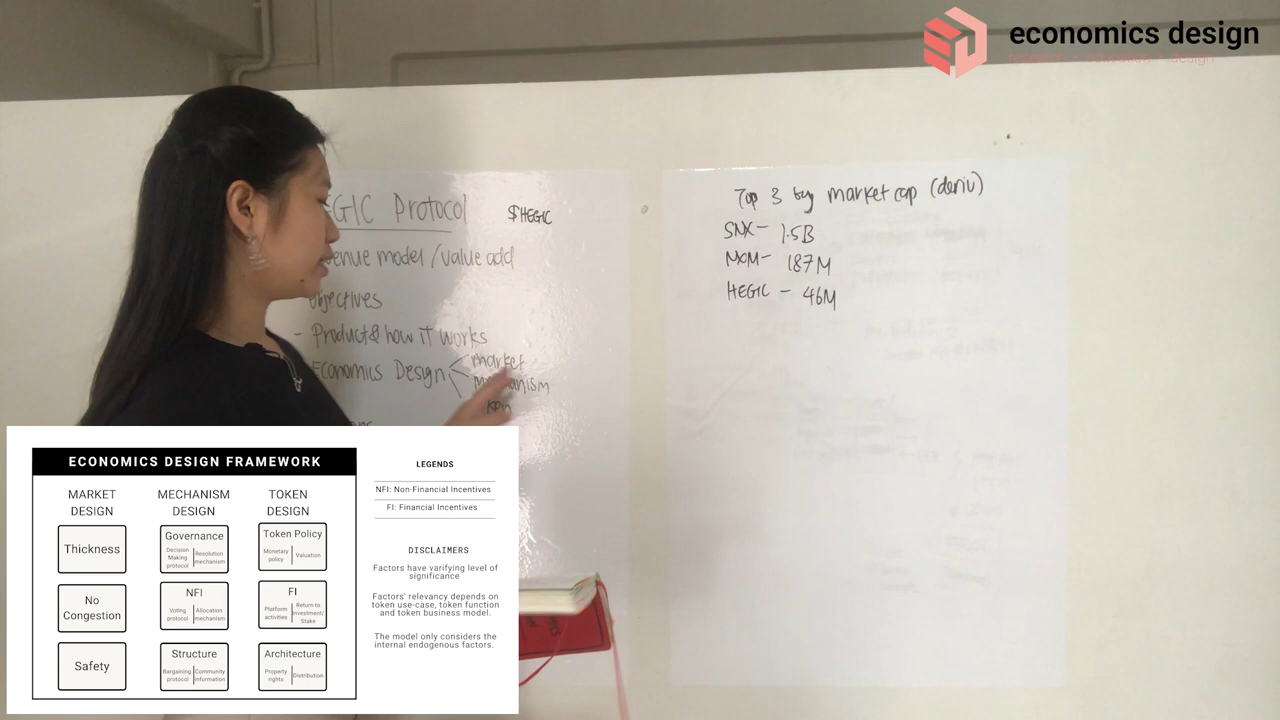 economics design
EGIC Protocol
$HEGIC
enue model / value add
objectives
- Product & how it works
Economics Design
market
Top 3 by market cap (deriv)
SNX - 1.5B
MXM - 187M
HEGIC - 46M
ECONOMICS DESIGN FRAMEWORK
MARKET DESIGN
Thickness
No Congestion
Safety
MECHANISM DESIGN
Governance
Decision Making protocol
Resolution mechanism
NFI
Voting protocol
Allocation mechanism
Structure
Bargaining protocol
Community information
TOKEN DESIGN
Token Policy
Monetary policy
Valuation
FI
Platform activities
Return to Investment/ Stake
Architecture
Property rights
Distribution
LEGENDS
NFI: Non-Financial Incentives
FI: Financial Incentives
DISCLAIMERS
Factors have varifying level of
significance
Factors' relevancy depends on
token use-case, token function
and token business model.
The model only considers the
internal endogenous factors.